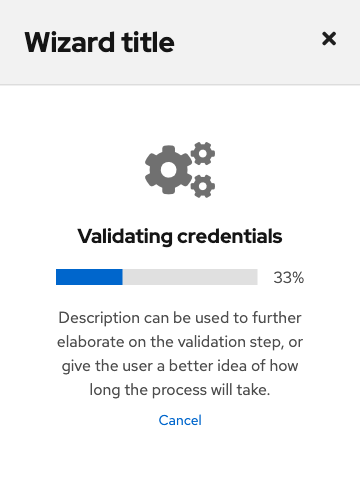 Wizard title
Validating credentials
33%
Description can be used to further
elaborate on the validation step, or
give the user a better idea of how
long the process will take.
Cancel